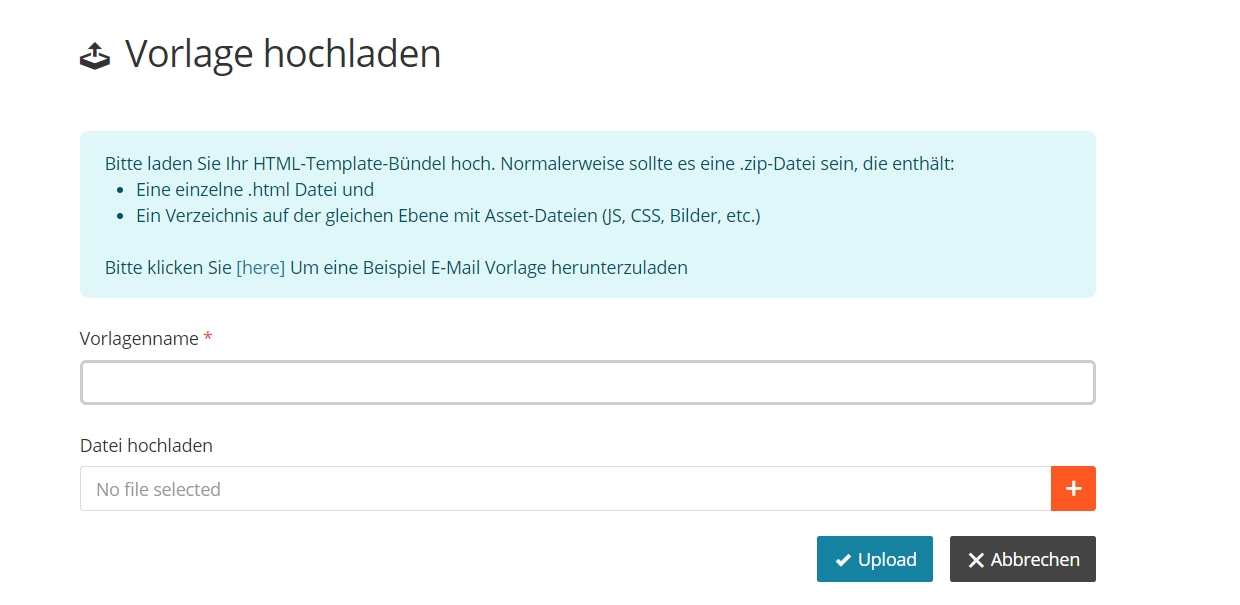 Vorlage hochladen
Bitte laden Sie Ihr HTML-Template-Bündel hoch. Normalerweise sollte es eine .zip-Datei sein, die enthält:
Eine einzelne .html Datei und
Ein Verzeichnis auf der gleichen Ebene mit Asset-Dateien (JS, CSS, Bilder, etc.)
Bitte klicken Sie [here] Um eine Beispiel E-Mail Vorlage herunterzuladen
Vorlagenname *
Datei hochladen
No file selected
Upload
Abbrechen